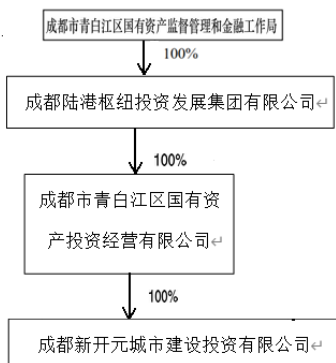 成都市青白江区国有资产监督管理和金融工作局
100%
成都陆港枢纽投资发展集团有限公司↵
100%
成都市青白江区国有资
产投资经营有限公司↵
100%
成都新开元城市建设投资有限公司↵